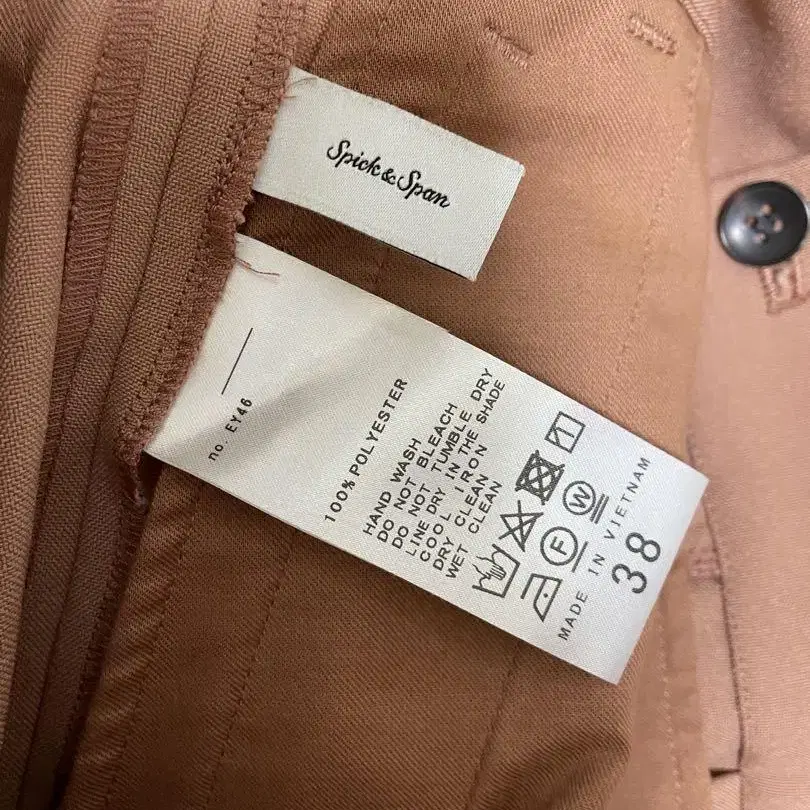 Spick & Span
no. EY46
100% POLYESTER
HAND WASH
DO NOT BLEACH
DO NOT TUMBLE DRY
LINE DRY IN THE SHADE
COOL IRON
DRY CLEAN
WET CLEAN
F
W
MADE IN VIETNAM
38